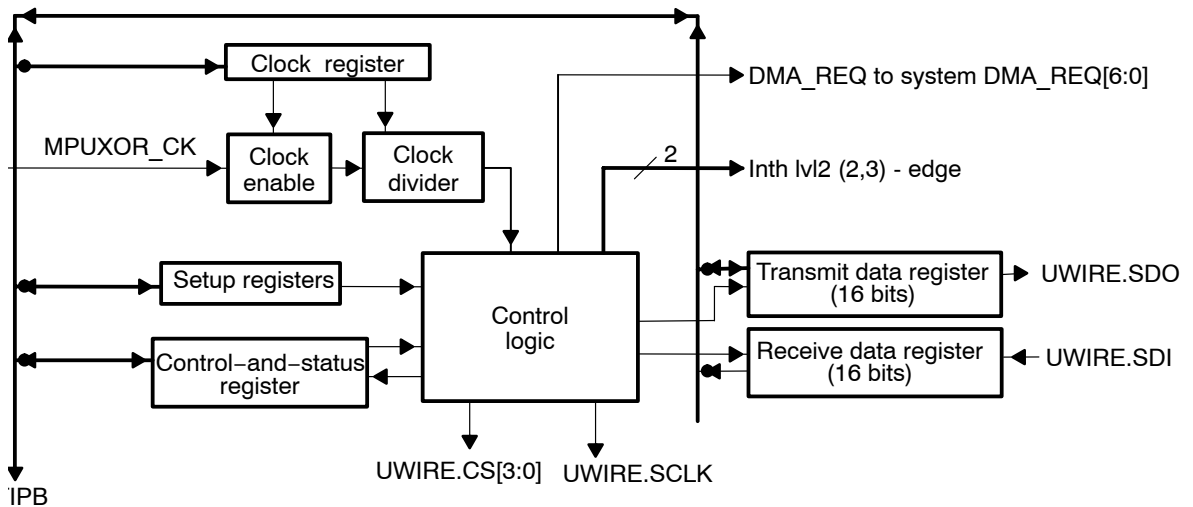 Clock register
DMA_REQ to system DMA_REQ[6:0]
MPUXOR_CK
Clock
enable
Clock
divider
2
Inth lvl2 (2,3) - edge
Setup registers
Control
logic
Transmit data register
(16 bits)
UWIRE.SDO
Control−and−status
register
Receive data register
(16 bits)
UWIRE.SDI
UWIRE.CS[3:0]
UWIRE.SCLK
IPB